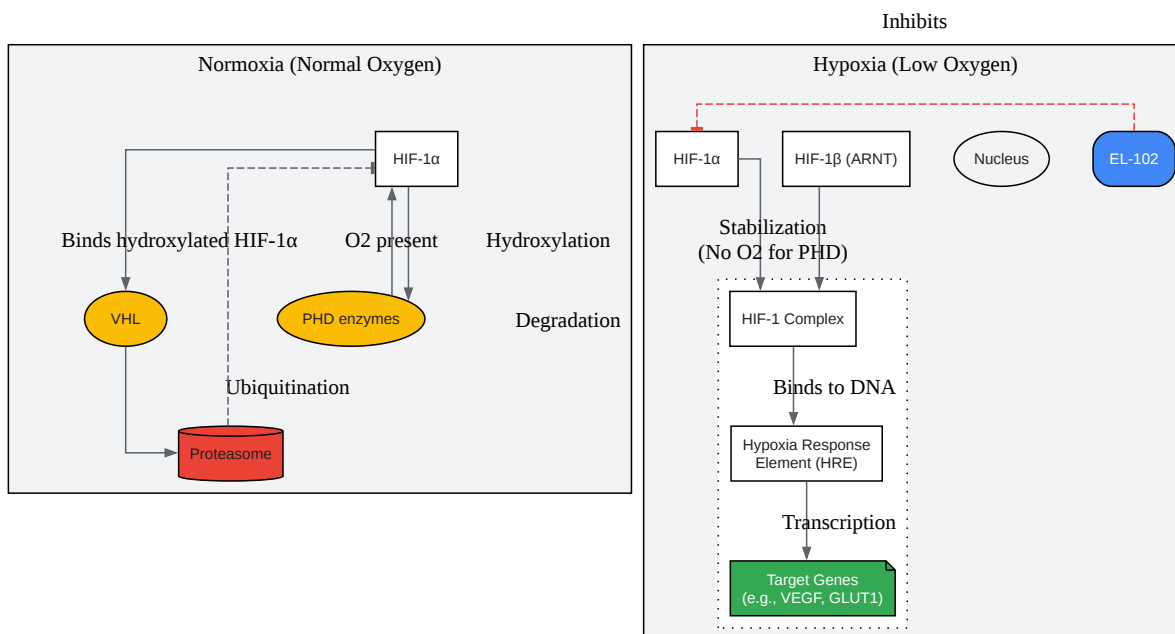 Inhibits
Normoxia (Normal Oxygen)
HIF-1α
Binds hydroxylated HIF-1α
O2 present
Hydroxylation
VHL
PHD enzymes
Degradation
Ubiquitination
Proteasome
Hypoxia (Low Oxygen)
HIF-1α
HIF-1β (ARNT)
Nucleus
EL-102
Stabilization
(No O2 for PHD)
HIF-1 Complex
Binds to DNA
Hypoxia Response
Element (HRE)
Transcription
Target Genes
(e.g., VEGF, GLUT1)